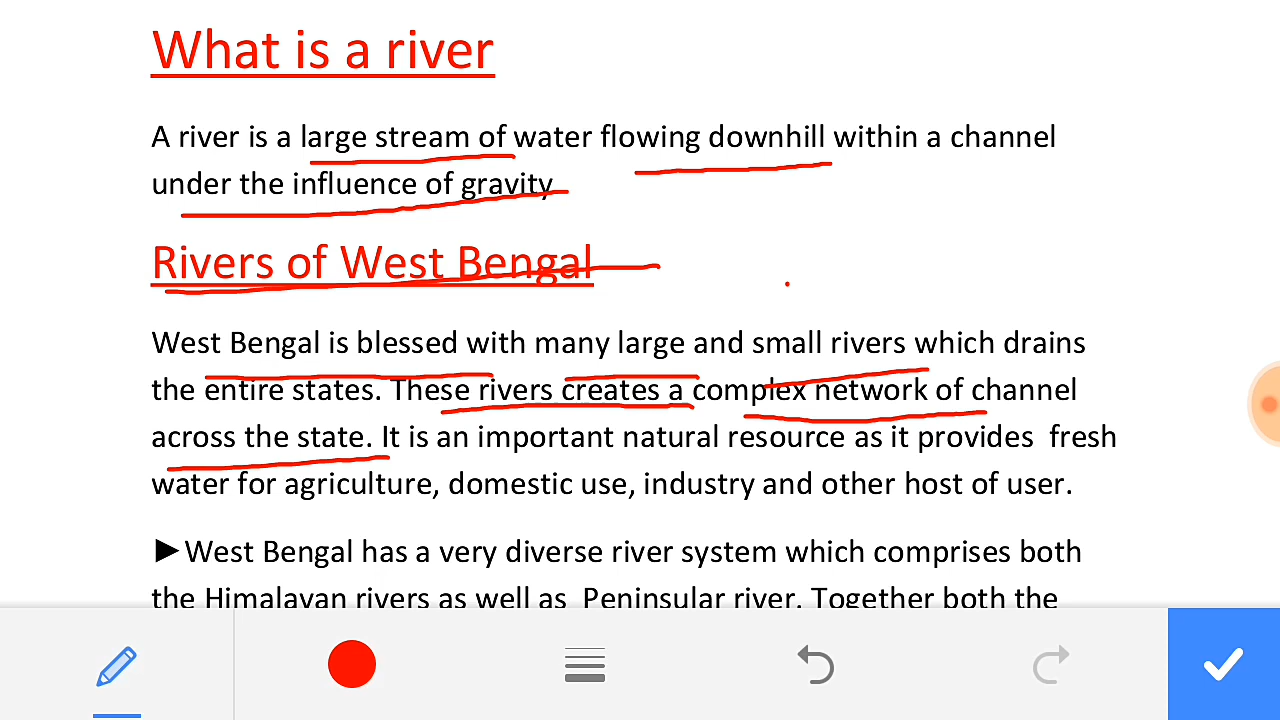 What is a river
A river is a large stream of water flowing downhill within a channel
under the influence of gravity
Rivers of West Bengal
West Bengal is blessed with many large and small rivers which drains
the entire states. These rivers creates a complex network of channel
across the state. It is an important natural resource as it provides  fresh
water for agriculture, domestic use, industry and other host of user.
►West Bengal has a very diverse river system which comprises both
the Himalayan rivers as well as  Peninsular river. Together both the